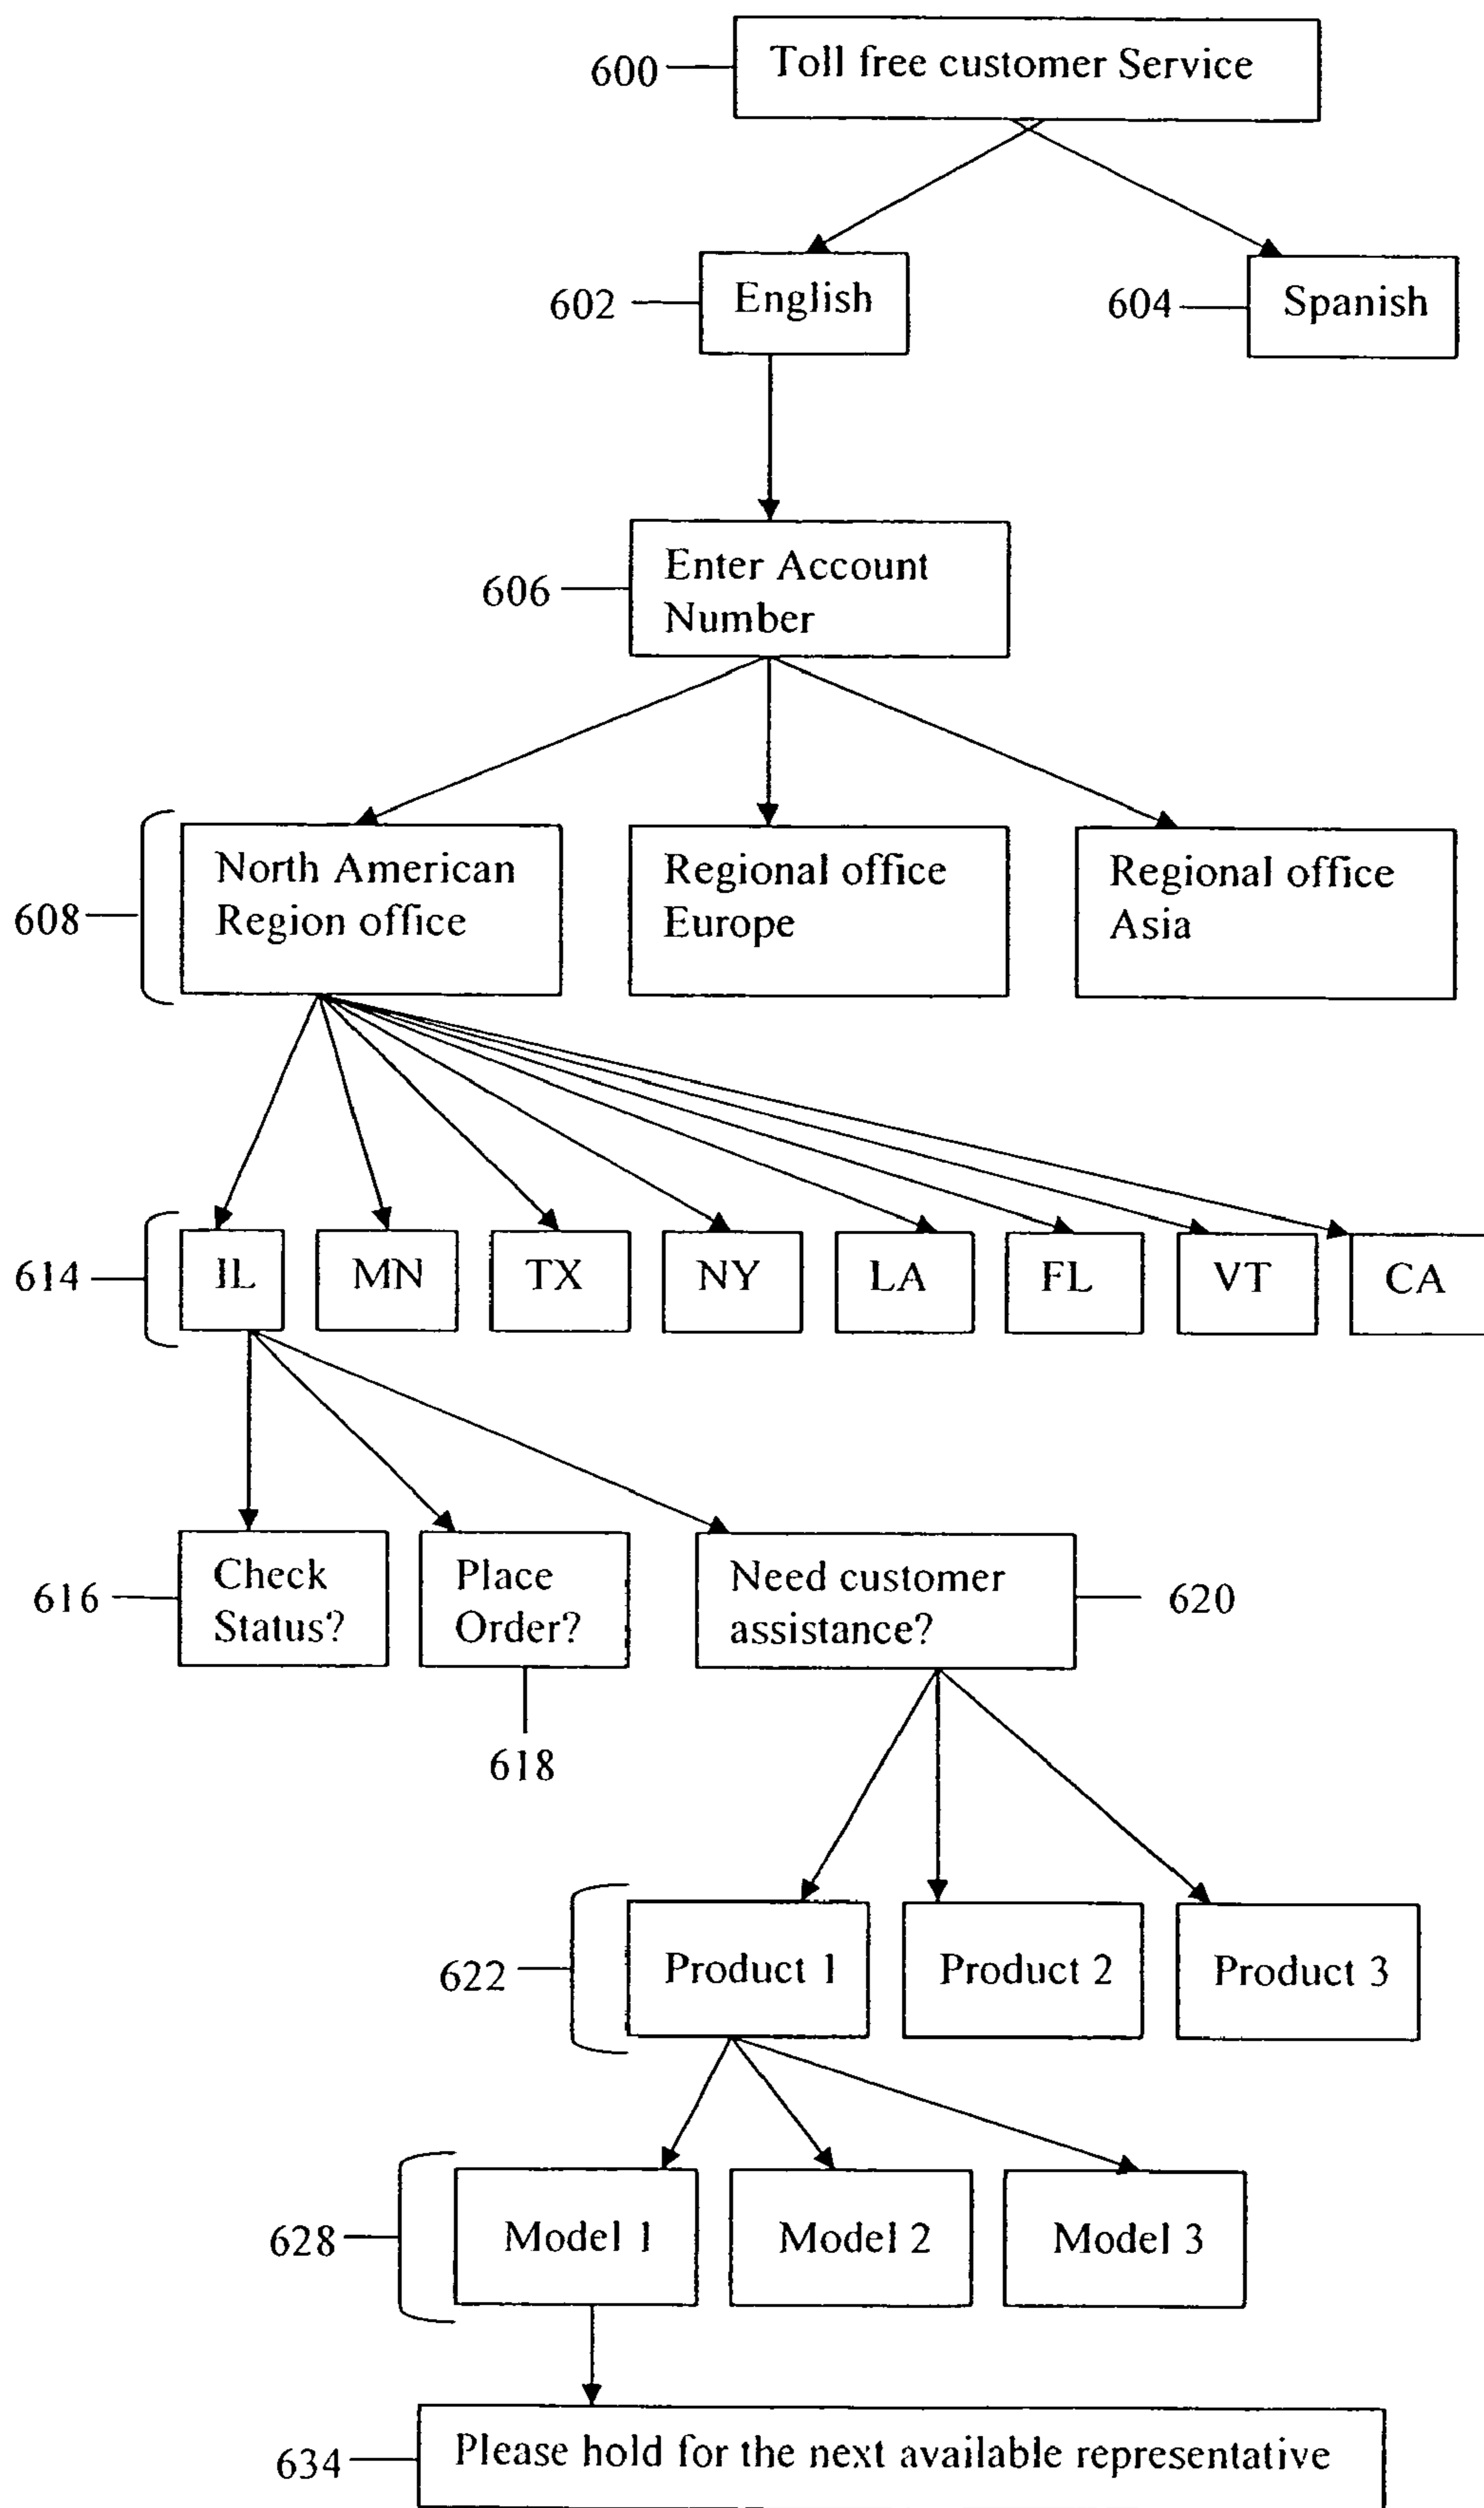 600
Toll free customer Service
602
English
604
Spanish
606
Enter Account
Number
608
North American
Region office
Regional office
Europe
Regional office
Asia
614
IL
MN
TX
NY
LA
FL
VT
CA
616
Check
Status?
Place
Order?
618
Need customer
assistance?
620
622
Product 1
Product 2
Product 3
628
Model 1
Model 2
Model 3
634
Please hold for the next available representative